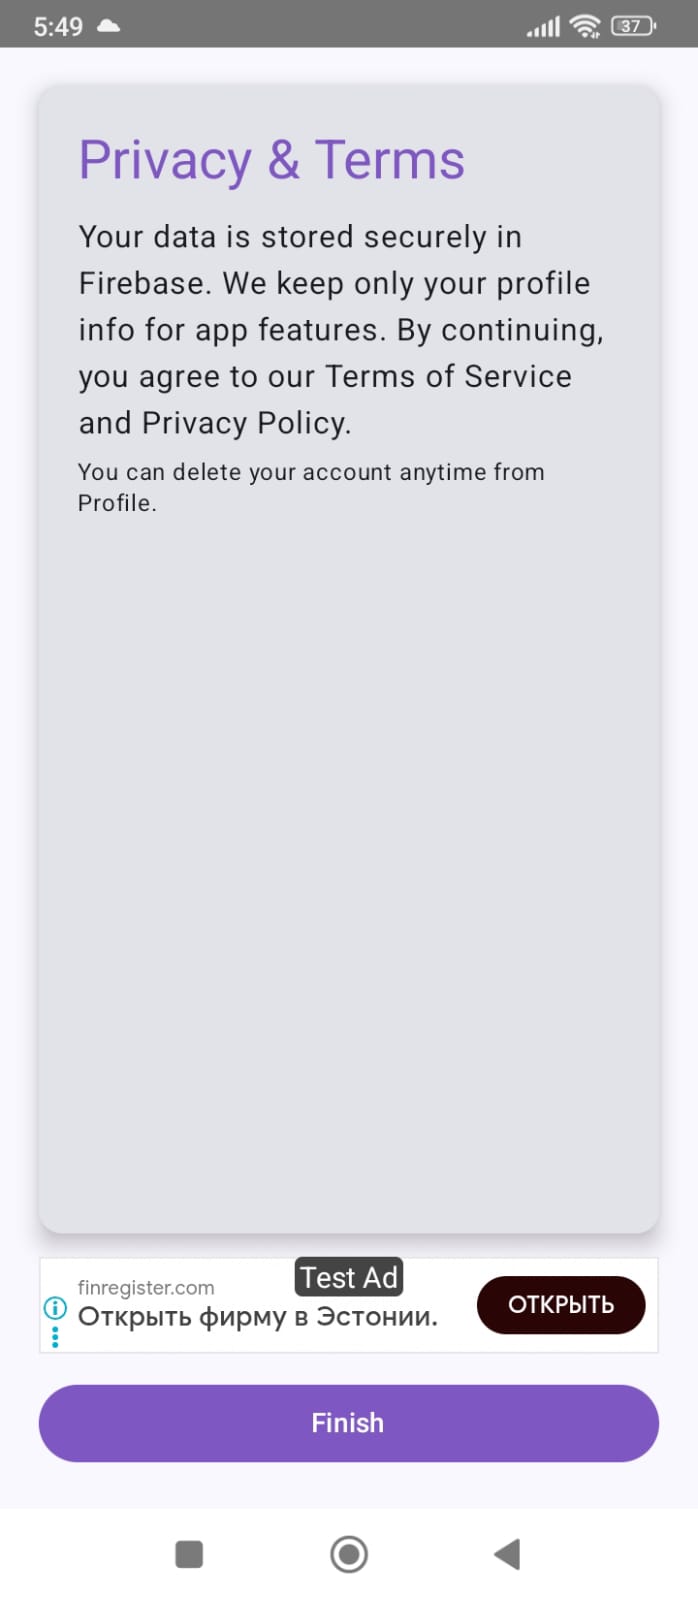 5:49
37
Privacy & Terms
Your data is stored securely in
Firebase. We keep only your profile
info for app features. By continuing,
you agree to our Terms of Service
and Privacy Policy.
You can delete your account anytime from
Profile.
Test Ad
finregister.com
Открыть фирму в Эстонии.
ОТКРЫТЬ
Finish